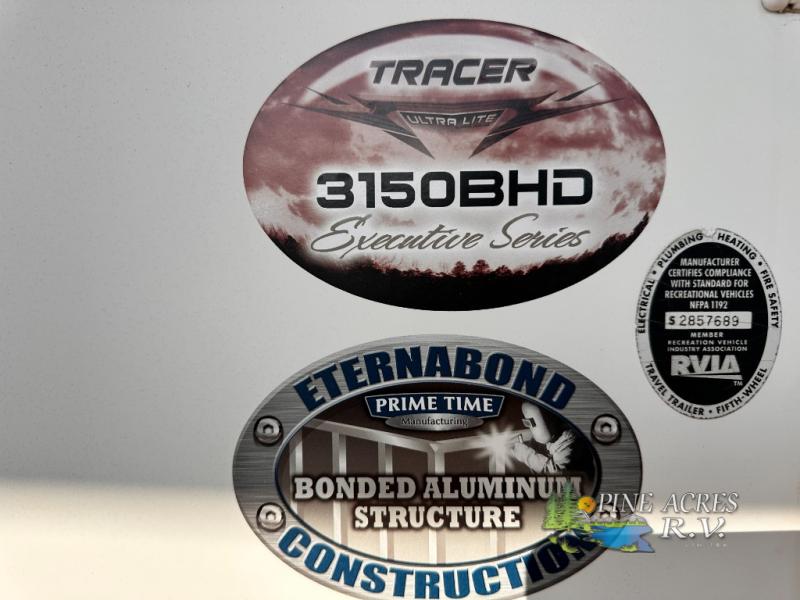 TRACER
ULTRA LITE
3150BHD
Executive Series
ELECTRICAL • PLUMBING • HEATING • FIRE SAFETY
MANUFACTURER
CERTIFIES COMPLIANCE
WITH STANDARD FOR
RECREATIONAL VEHICLES
NFPA 1192
S 2857689
MEMBER
RECREATION VEHICLE
INDUSTRY ASSOCIATION
RVIA
TM
TRAVEL TRAILER • FIFTH-WHEEL
ETERNABOND
PRIME TIME
Manufacturing
BONDED ALUMINUM
STRUCTURE
CONSTRUCTION
PINE ACRES
R.V.